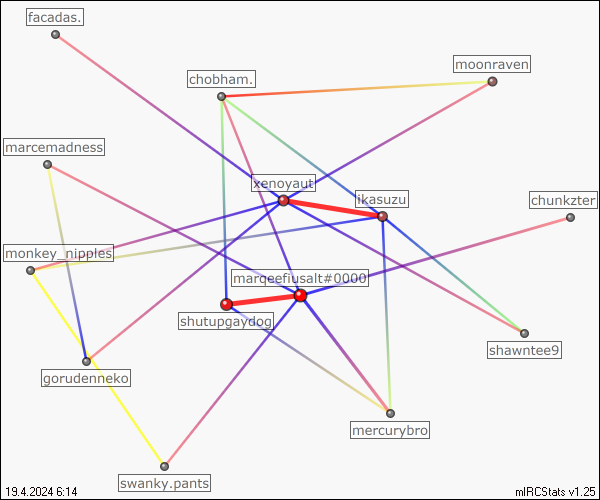 facadas.
moonraven
chobham.
marcemadness
xenoyaut
ikasuzu
chunkzter
monkey_nipples
marqeefiusalt#0000
shutupgaydog
shawntee9
gorudenneko
mercurybro
swanky.pants
19.4.2024 6:14
mIRCStats v1.25